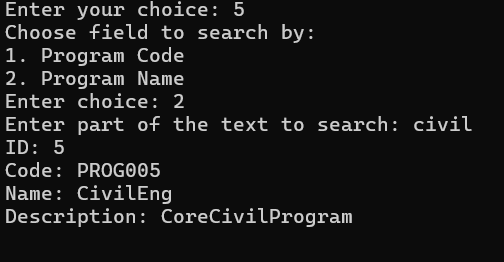 Enter your choice: 5
Choose field to search by:
1. Program Code
2. Program Name
Enter choice: 2
Enter part of the text to search: civil
ID: 5
Code: PROG005
Name: CivilEng
Description: CoreCivilProgram